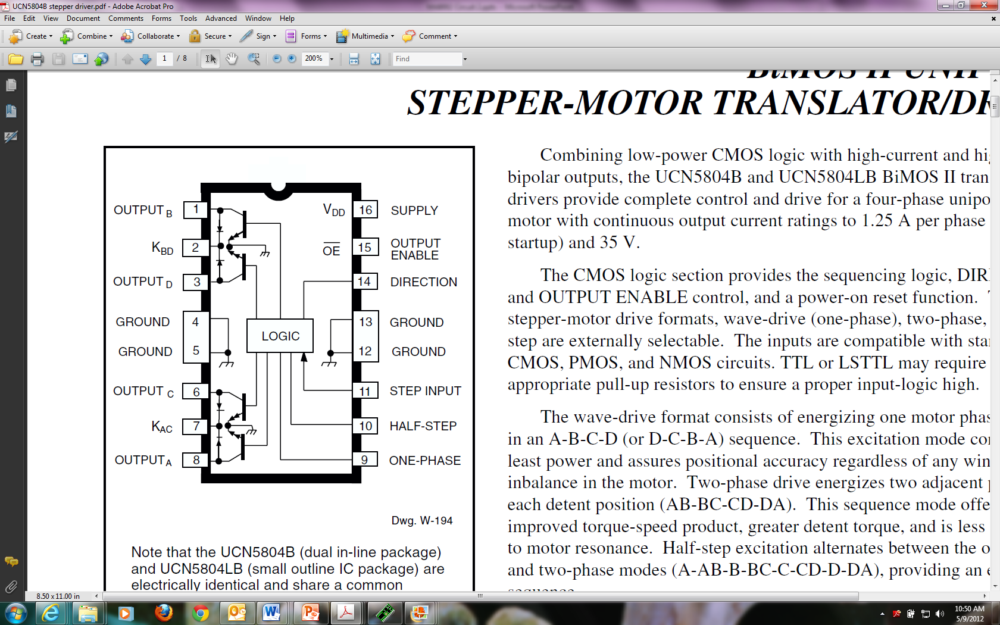 UCN5804B stepper driver.pdf - Adobe Acrobat Pro
File Edit View Document Comments Forms Tools Advanced Window Help
Create Combine Collaborate Secure Sign Forms Multimedia Comment
1 / 8 200% Find
STEPPER-MOTOR TRANSLATOR/DR
OUTPUT B 1
K BD 2
OUTPUT D 3
GROUND 4
GROUND 5
OUTPUT C 6
K AC 7
OUTPUT A 8
LOGIC
VDD 16 SUPPLY
OE 15 OUTPUT
ENABLE
14 DIRECTION
13 GROUND
12 GROUND
11 STEP INPUT
10 HALF-STEP
9 ONE-PHASE
Dwg. W-194
Note that the UCN5804B (dual in-line package)
and UCN5804LB (small outline IC package) are
electrically identical and share a common
Combining low-power CMOS logic with high-current and hi
bipolar outputs, the UCN5804B and UCN5804LB BiMOS II tran
drivers provide complete control and drive for a four-phase unipo
motor with continuous output current ratings to 1.25 A per phase
startup) and 35 V.
The CMOS logic section provides the sequencing logic, DIR
and OUTPUT ENABLE control, and a power-on reset function.
stepper-motor drive formats, wave-drive (one-phase), two-phase,
step are externally selectable. The inputs are compatible with sta
CMOS, PMOS, and NMOS circuits. TTL or LSTTL may require
appropriate pull-up resistors to ensure a proper input-logic high.
The wave-drive format consists of energizing one motor phas
in an A-B-C-D (or D-C-B-A) sequence. This excitation mode co
least power and assures positional accuracy regardless of any win
inbalance in the motor. Two-phase drive energizes two adjacent p
each detent position (AB-BC-CD-DA). This sequence mode offe
improved torque-speed product, greater detent torque, and is less
to motor resonance. Half-step excitation alternates between the o
and two-phase modes (A-AB-B-BC-C-CD-D-DA), providing an e
8.50 x 11.00 in
10:50 AM
5/9/2012